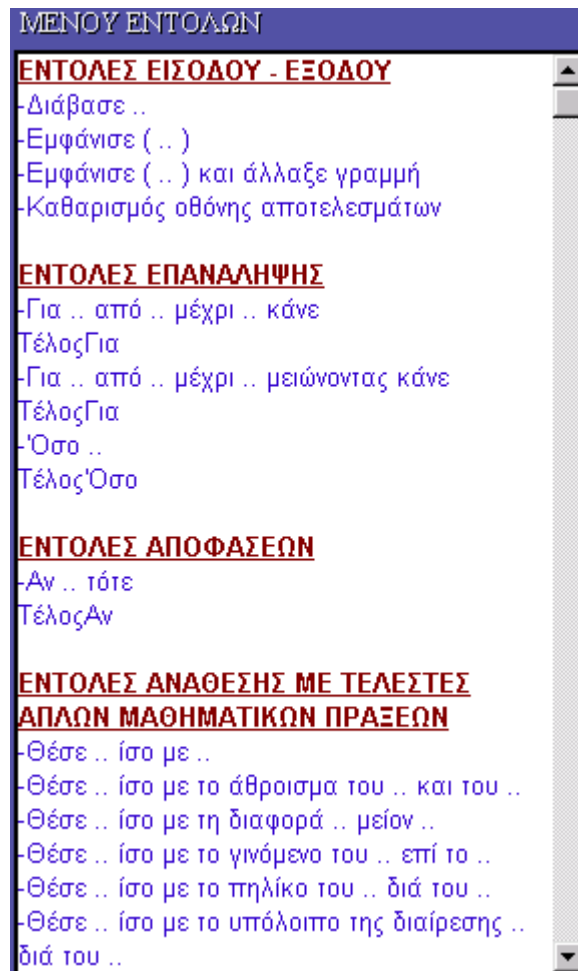 ΜΕΝΟΥ ΕΝΤΟΛΩΝ
ΕΝΤΟΛΕΣ ΕΙΣΟΔΟΥ - ΕΞΟΔΟΥ
-Διάβασε ..
-Εμφάνισε ( .. )
-Εμφάνισε ( .. ) και άλλαξε γραμμή
-Καθαρισμός οθόνης αποτελεσμάτων
ΕΝΤΟΛΕΣ ΕΠΑΝΑΛΗΨΗΣ
-Για .. από .. μέχρι .. κάνε
ΤέλοςΓια
-Για .. από .. μέχρι .. μειώνοντας κάνε
ΤέλοςΓια
-Όσο ..
ΤέλοςΌσο
ΕΝΤΟΛΕΣ ΑΠΟΦΑΣΕΩΝ
-Αν .. τότε
ΤέλοςΑν
ΕΝΤΟΛΕΣ ΑΝΑΘΕΣΗΣ ΜΕ ΤΕΛΕΣΤΕΣ
ΑΠΛΩΝ ΜΑΘΗΜΑΤΙΚΩΝ ΠΡΑΞΕΩΝ
-Θέσε .. ίσο με ..
-Θέσε .. ίσο με το άθροισμα του .. και του ..
-Θέσε .. ίσο με τη διαφορά .. μείον ..
-Θέσε .. ίσο με το γινόμενο του .. επί το ..
-Θέσε .. ίσο με το πηλίκο του .. διά του ..
-Θέσε .. ίσο με το υπόλοιπο της διαίρεσης ..
διά του ..